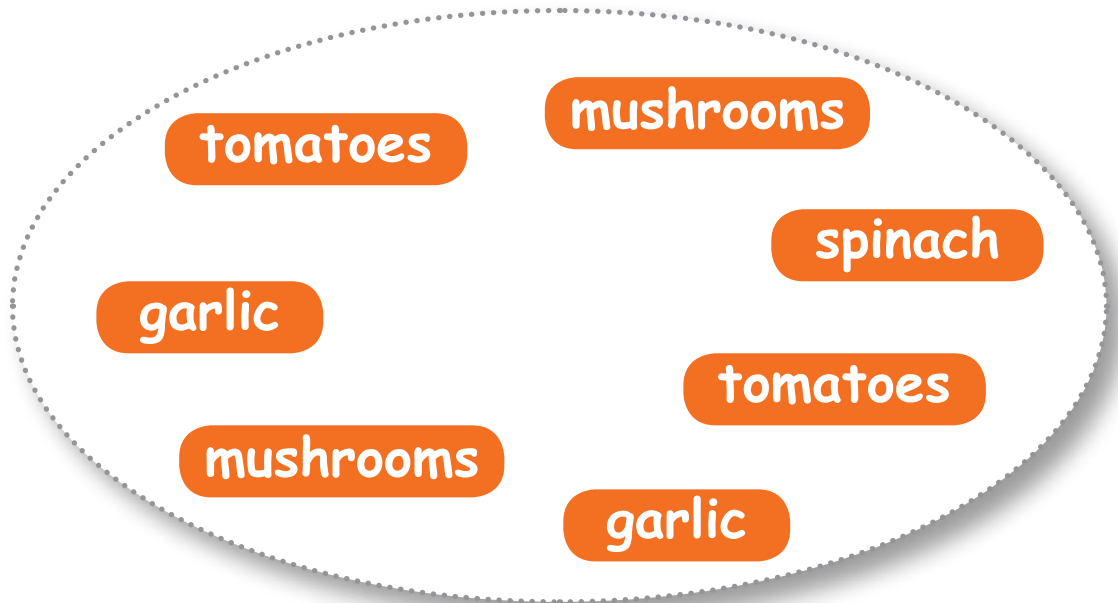 mushrooms
tomatoes
spinach
garlic
tomatoes
mushrooms
garlic